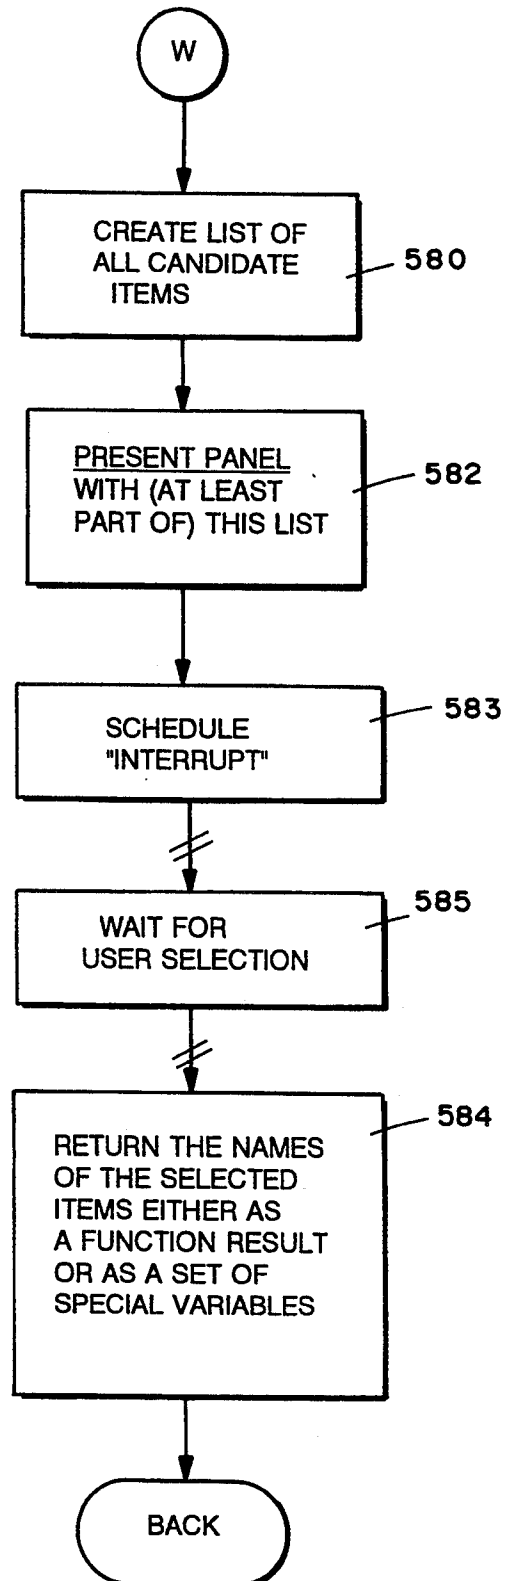 W
CREATE LIST OF
ALL CANDIDATE
ITEMS
580
PRESENT PANEL
WITH (AT LEAST
PART OF) THIS LIST
582
SCHEDULE
"INTERRUPT"
583
WAIT FOR
USER SELECTION
585
RETURN THE NAMES
OF THE SELECTED
ITEMS EITHER AS
A FUNCTION RESULT
OR AS A SET OF
SPECIAL VARIABLES
584
BACK